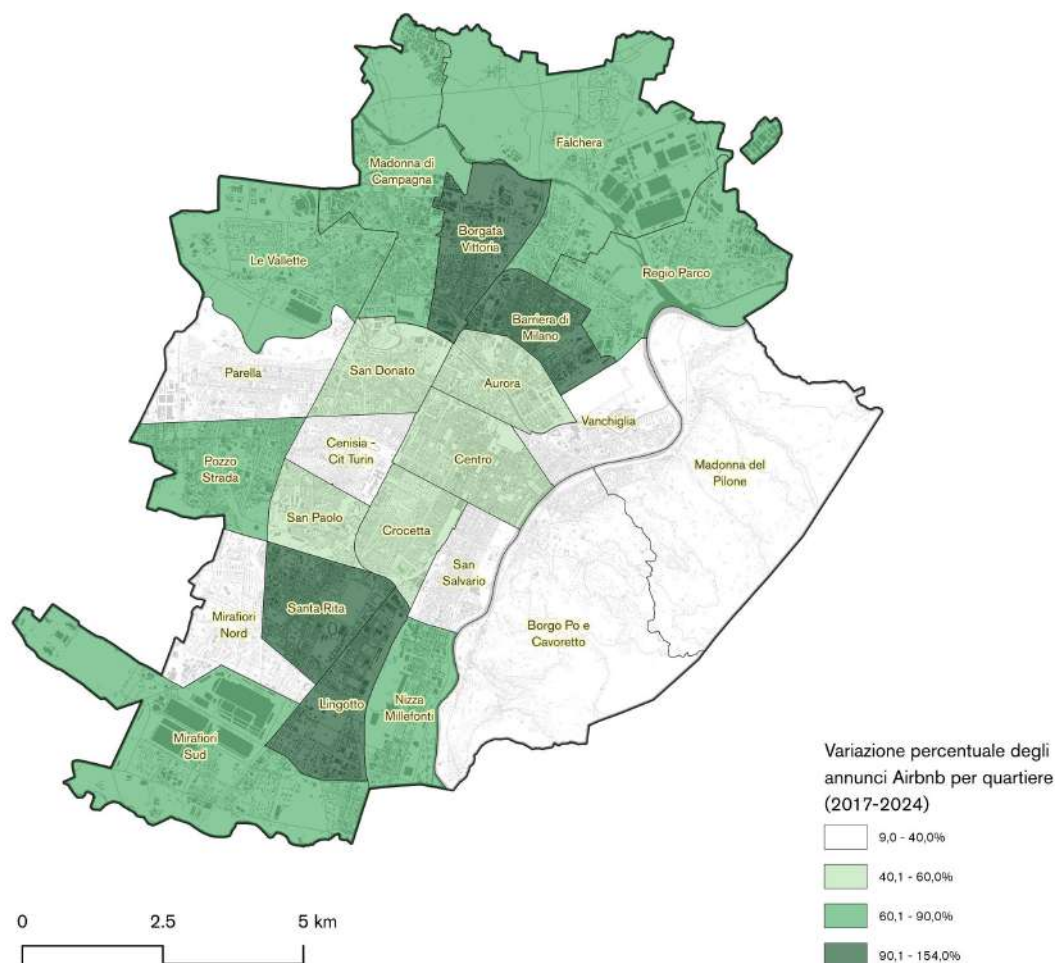 Falchera
Madonna di
Campagna
Borgata
Vittoria
Le Vallette
Regio Parco
Barriera di
Milano
Parella
San Donato
Aurora
Vanchiglia
Cenisia -
Cit Turin
Centro
Pozzo
Strada
Madonna del
Pilone
San Paolo
Crocetta
San
Salvario
Santa Rita
Mirafiori
Nord
Borgo Po e
Cavoretto
Lingotto
Nizza
Millefonti
Mirafiori
Sud
Variazione percentuale degli
annunci Airbnb per quartiere
(2017-2024)
9,0 - 40,0%
40,1 - 60,0%
60,1 - 90,0%
90,1 - 154,0%
0 2.5 5 km